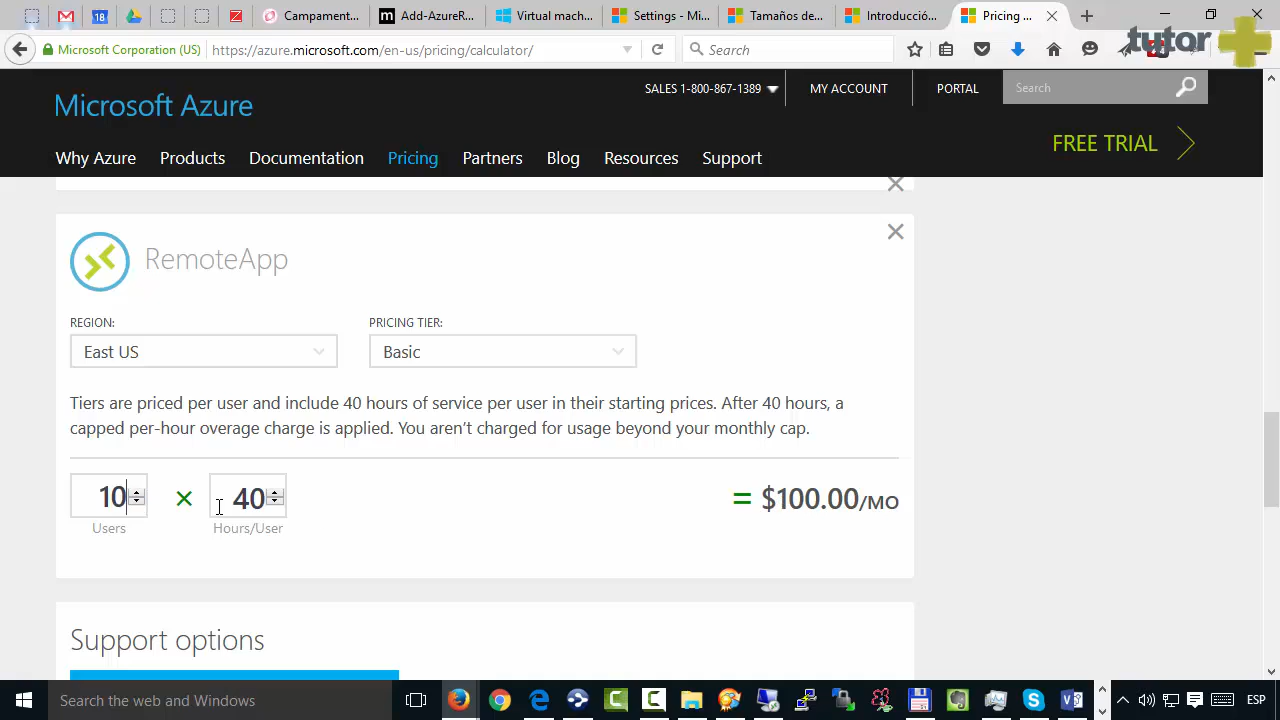 Campament...
Add-AzureR...
Virtual mach...
Settings - Mi...
Tamaños de...
Introducció...
Pricing ...
tutor
Microsoft Corporation (US)
https://azure.microsoft.com/en-us/pricing/calculator/
Search
SALES 1-800-867-1389
MY ACCOUNT
PORTAL
Search
Microsoft Azure
FREE TRIAL
Why Azure
Products
Documentation
Pricing
Partners
Blog
Resources
Support
RemoteApp
REGION:
PRICING TIER:
East US
Basic
Tiers are priced per user and include 40 hours of service per user in their starting prices. After 40 hours, a
capped per-hour overage charge is applied. You aren't charged for usage beyond your monthly cap.
10 × 40 = $100.00/MO
Users
Hours/User
Support options
Search the web and Windows
ESP